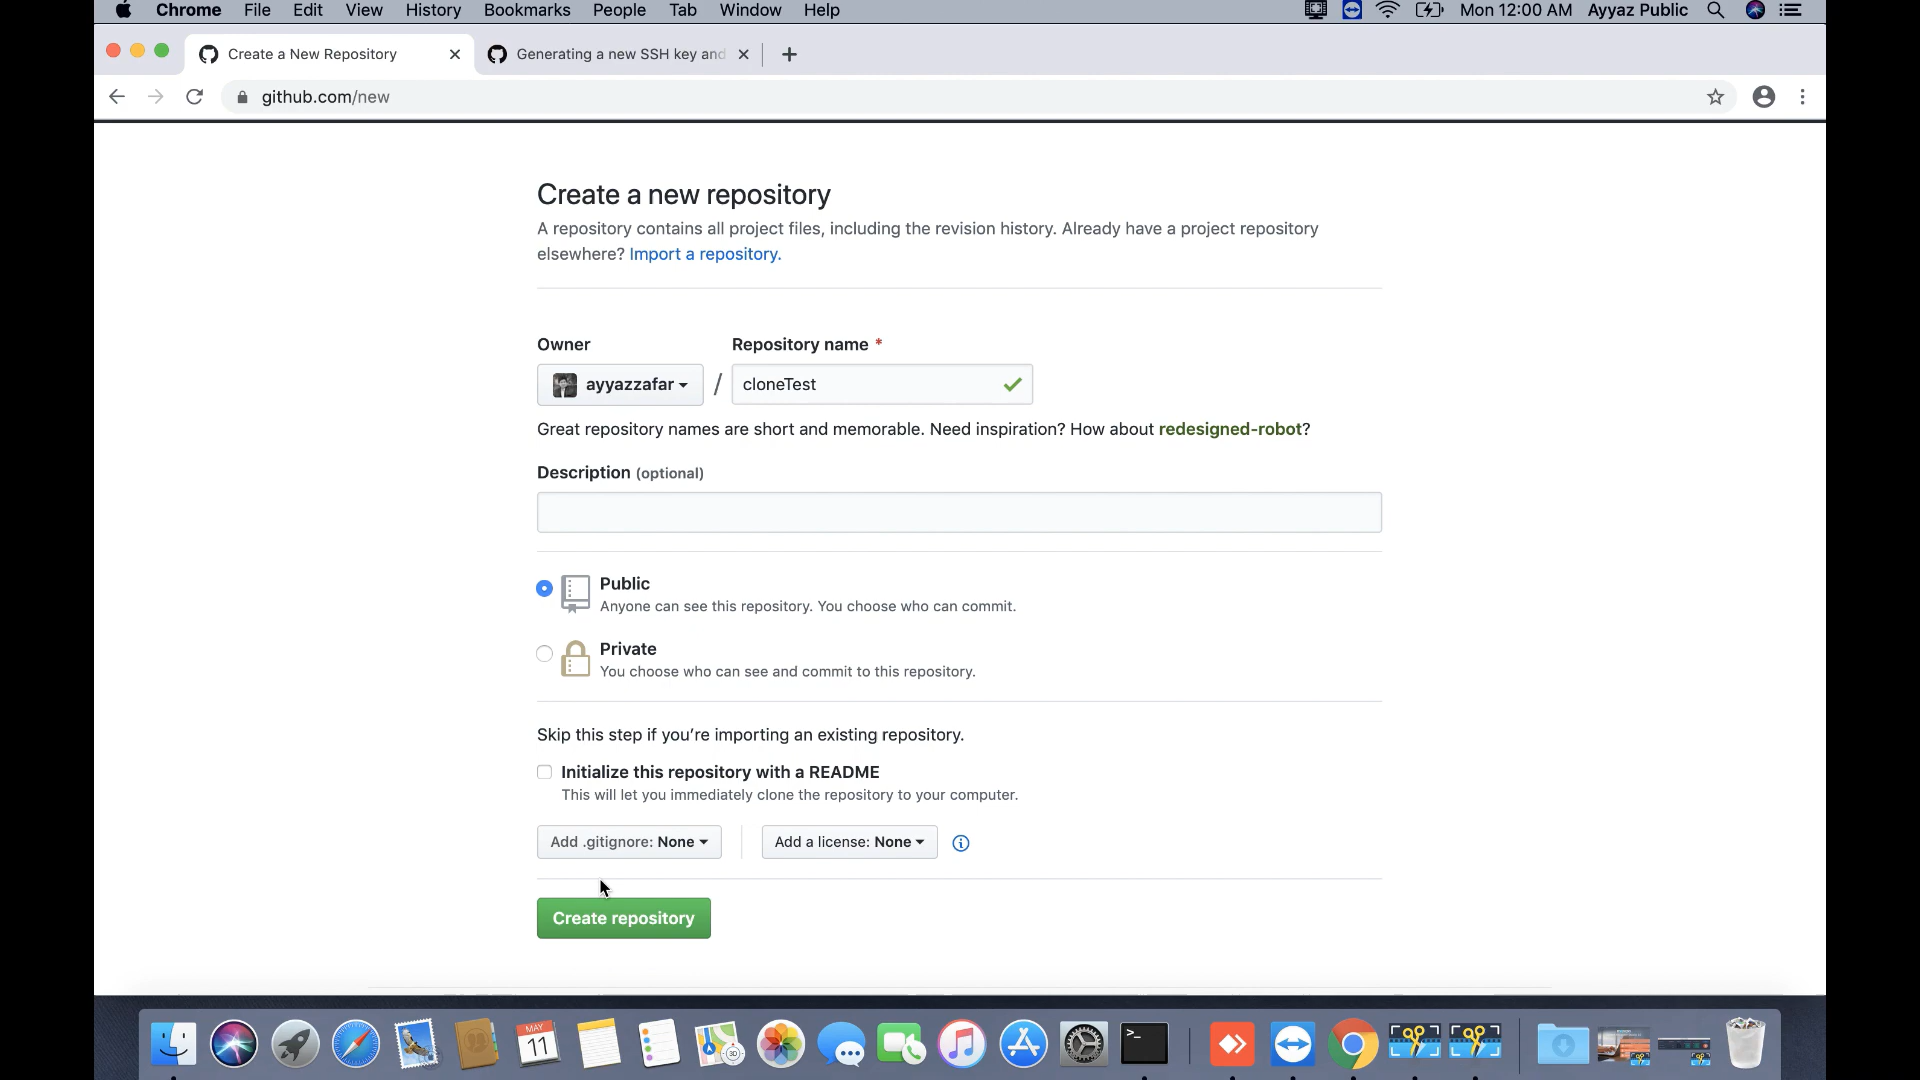 Chrome File Edit View History Bookmarks People Tab Window Help Mon 12:00 AM Ayyaz Public
Create a New Repository Generating a new SSH key and
github.com/new
Create a new repository
A repository contains all project files, including the revision history. Already have a project repository
elsewhere? Import a repository.
Owner Repository name *
ayyazzafar / cloneTest
Great repository names are short and memorable. Need inspiration? How about redesigned-robot?
Description (optional)
Public
Anyone can see this repository. You choose who can commit.
Private
You choose who can see and commit to this repository.
Skip this step if you're importing an existing repository.
Initialize this repository with a README
This will let you immediately clone the repository to your computer.
Add .gitignore: None Add a license: None
Create repository
MAY
11
3D